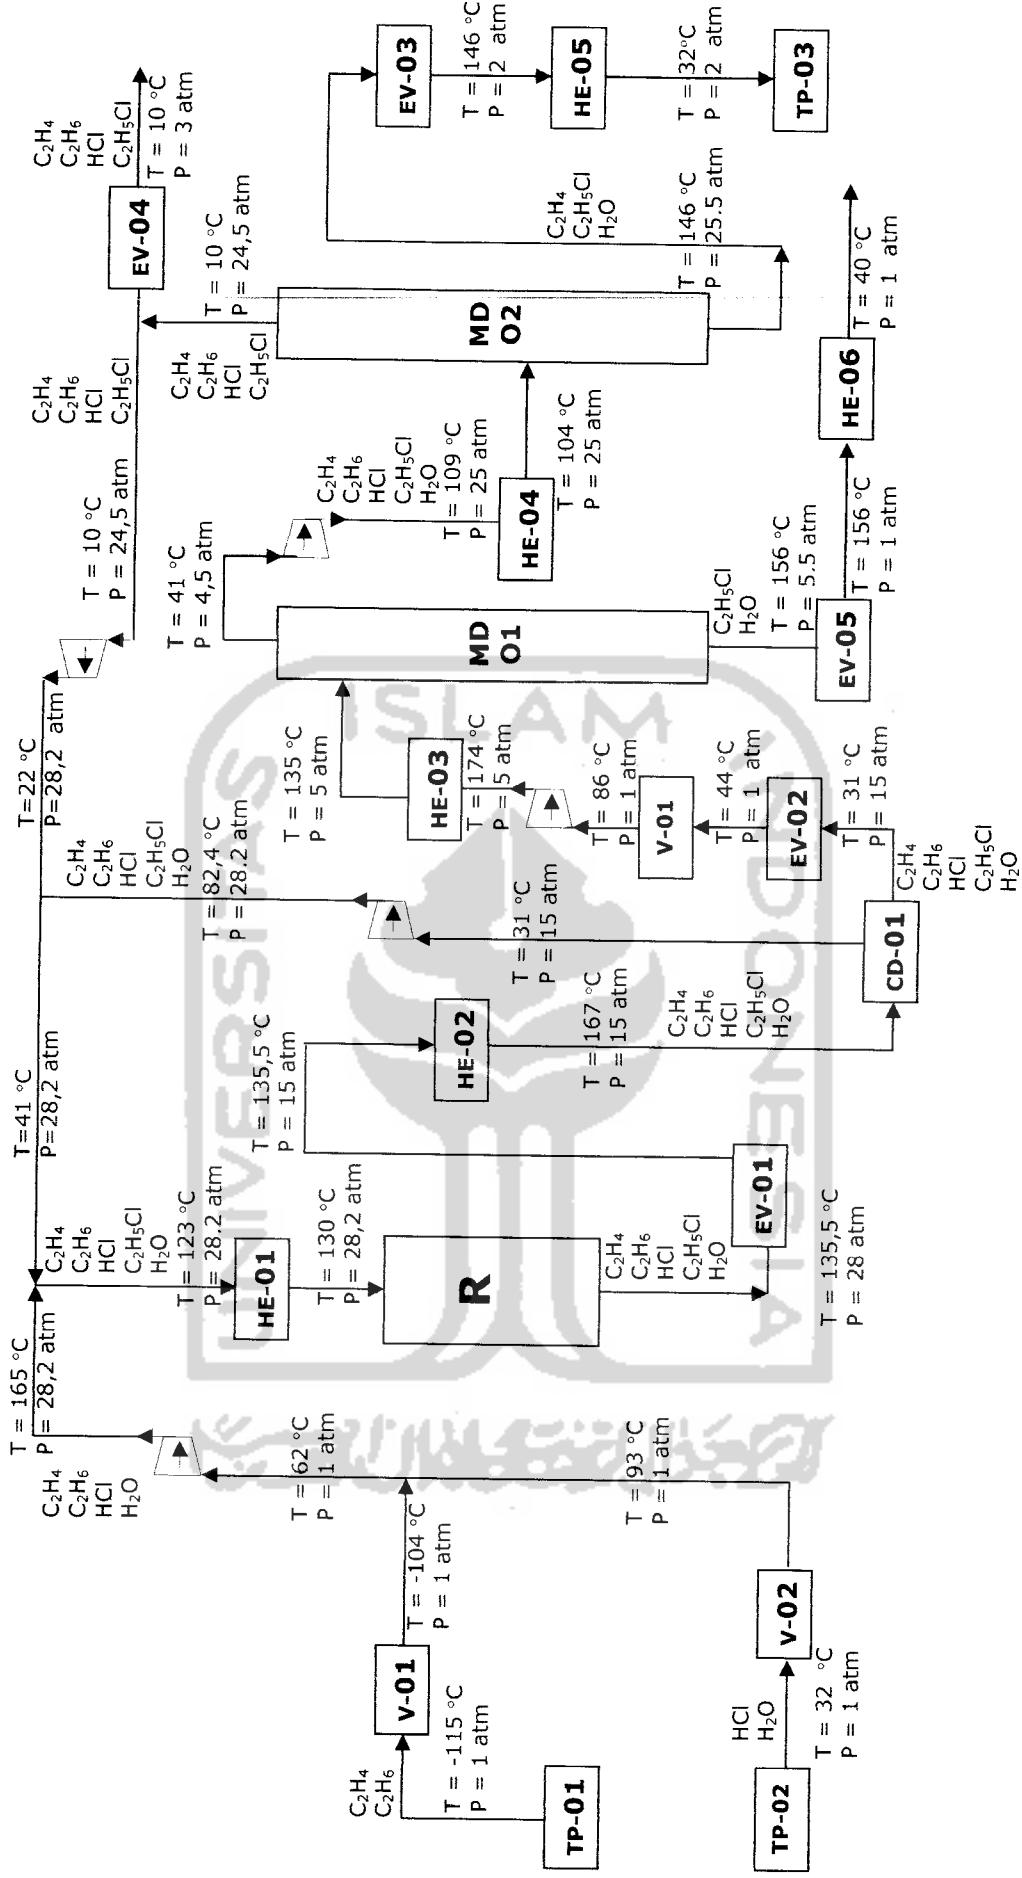 TP-01
C₂H₄
C₂H₆
T = -115 °C
P = 1 atm
V-01
T = -104 °C
P = 1 atm
TP-02
HCl
H₂O
T = 32 °C
P = 1 atm
V-02
T = 93 °C
P = 1 atm
T = 62 °C
P = 1 atm
C₂H₄
C₂H₆
HCl
H₂O
T = 165 °C
P = 28,2 atm
C₂H₄
C₂H₆
HCl
C₂H₅Cl
H₂O
T = 123 °C
P = 28.2 atm
HE-01
T = 130 °C
P = 28,2 atm
R
C₂H₄
C₂H₆
HCl
C₂H₅Cl
H₂O
T = 135,5 °C
P = 28 atm
EV-01
T = 135,5 °C
P = 15 atm
HE-02
T = 167 °C
P = 15 atm
C₂H₄
C₂H₆
HCl
C₂H₅Cl
H₂O
CD-01
T = 31 °C
P = 15 atm
T = 82,4 °C
P = 28.2 atm
C₂H₄
C₂H₆
HCl
C₂H₅Cl
H₂O
T=41 °C
P=28,2 atm
T=22 °C
P=28,2 atm
C₂H₄
C₂H₆
HCl
C₂H₅Cl
H₂O
T = 31 °C
P = 15 atm
EV-02
T = 44 °C
P = 1 atm
V-01
T = 86 °C
P = 1 atm
T = 174 °C
P = 5 atm
HE-03
T = 135 °C
P = 5 atm
MD
O1
T = 41 °C
P = 4,5 atm
C₂H₄
C₂H₆
HCl
C₂H₅Cl
H₂O
T = 109 °C
P = 25 atm
HE-04
T = 104 °C
P = 25 atm
C₂H₅Cl
H₂O
T = 156 °C
P = 5.5 atm
EV-05
T = 156 °C
P = 1 atm
HE-06
T = 40 °C
P = 1 atm
MD
O2
C₂H₄
C₂H₆
HCl
C₂H₅Cl
T = 10 °C
P = 24,5 atm
T = 10 °C
P = 24,5 atm
C₂H₄
C₂H₆
HCl
C₂H₅Cl
EV-04
C₂H₄
C₂H₆
HCl
C₂H₅Cl
T = 10 °C
P = 3 atm
T = 146 °C
P = 25.5 atm
C₂H₄
C₂H₅Cl
H₂O
EV-03
T = 146 °C
P = 2 atm
HE-05
T = 32°C
P = 2 atm
TP-03
UNIVERSITAS
ISLAM
INDONESIA